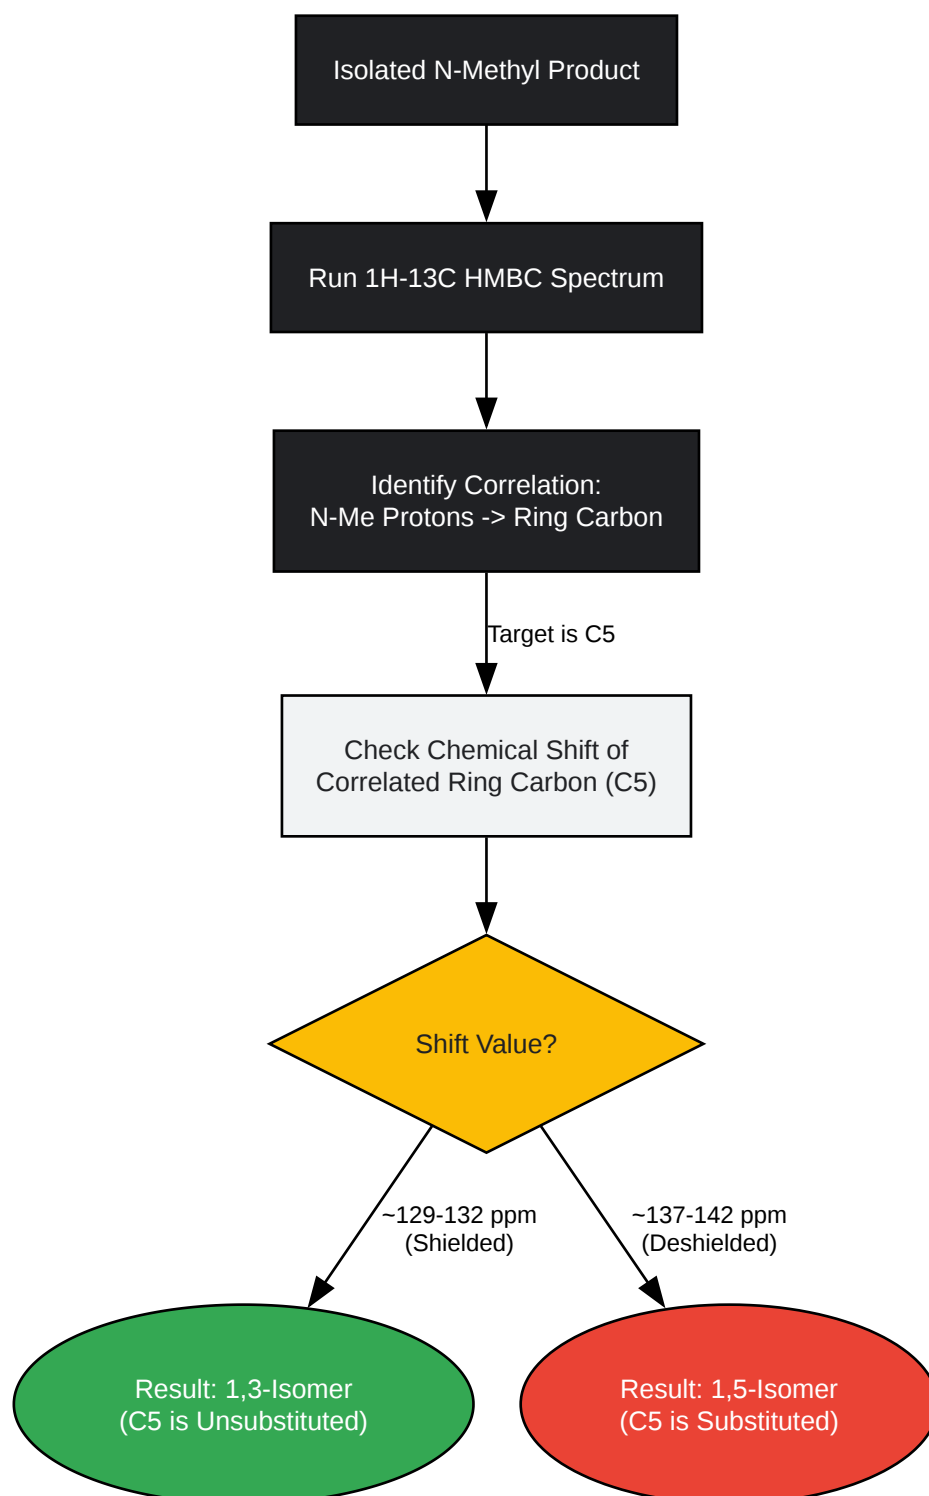 Isolated N-Methyl Product
Run 1H-13C HMBC Spectrum
Identify Correlation:
N-Me Protons -> Ring Carbon
Target is C5
Check Chemical Shift of
Correlated Ring Carbon (C5)
Shift Value?
~129-132 ppm
(Shielded)
~137-142 ppm
(Deshielded)
Result: 1,3-Isomer
(C5 is Unsubstituted)
Result: 1,5-Isomer
(C5 is Substituted)